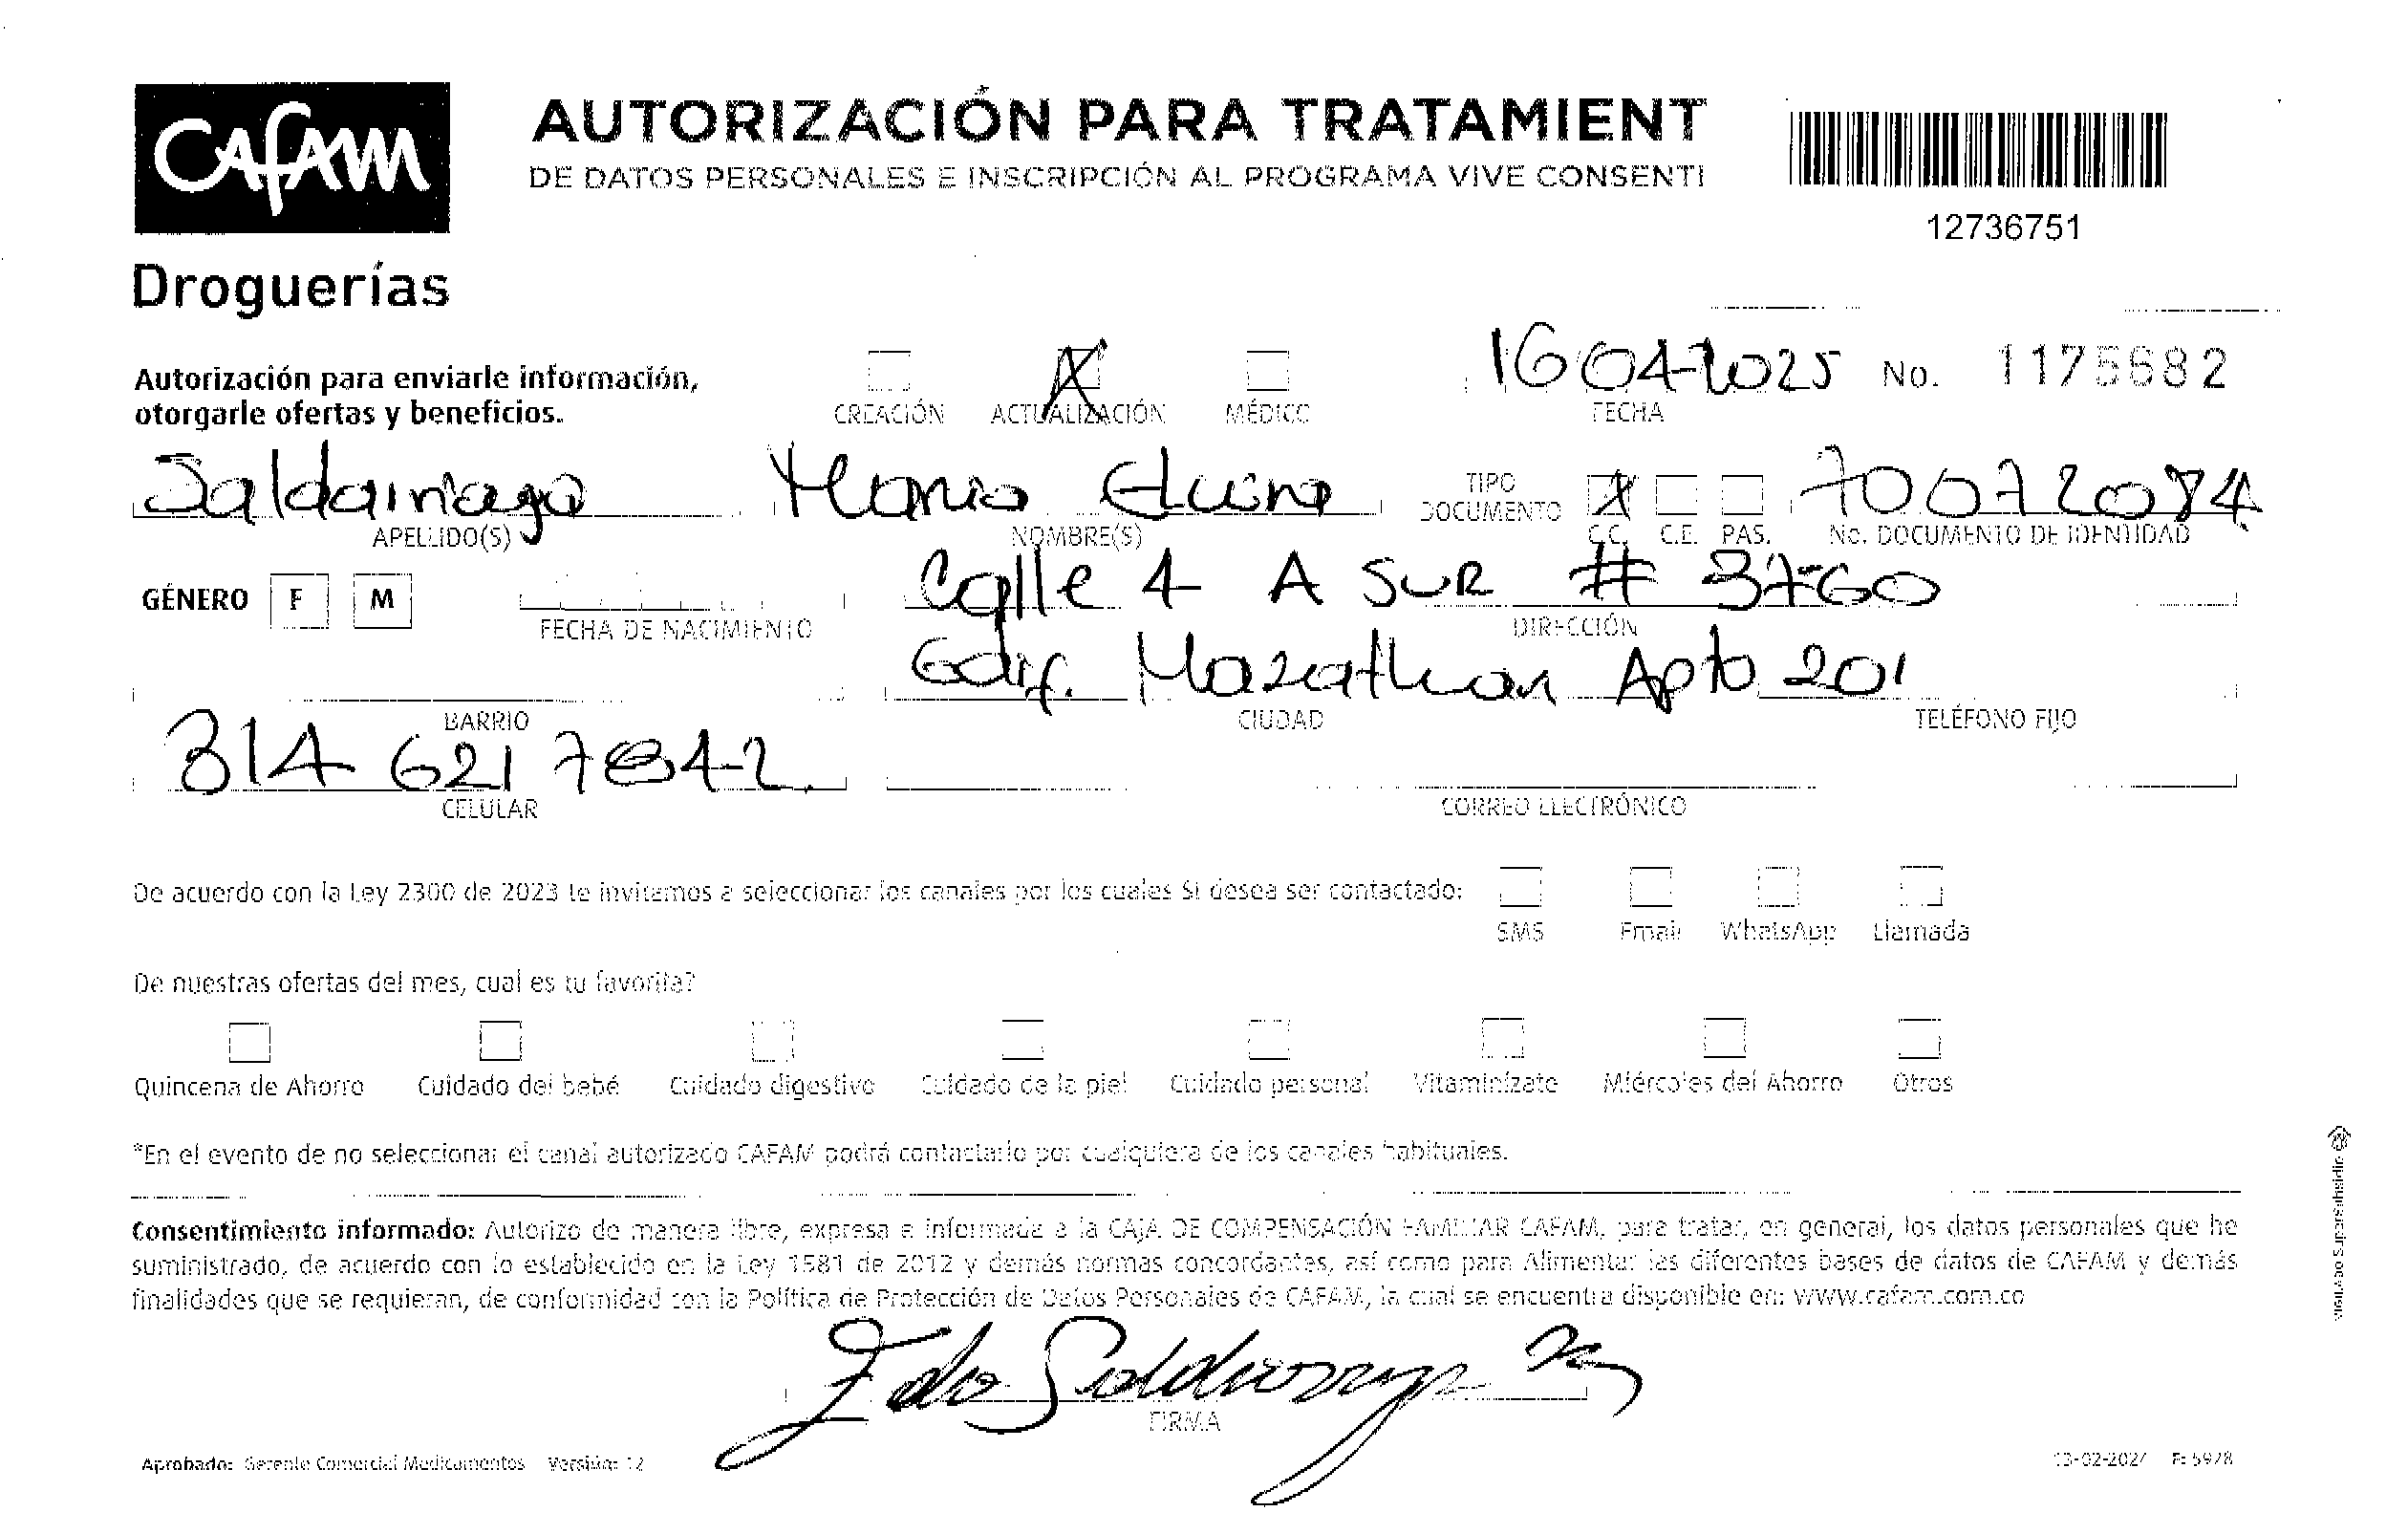 CAFAM
Droguerías
AUTORIZACIÓN PARA TRATAMIENT
DE DATOS PERSONALES E INSCRIPCIÓN AL PROGRAMA VIVE CONSENTI
12736751
Autorización para enviarle información,
otorgarle ofertas y beneficios.
CREACIÓN X ACTUALIZACIÓN MÉDICO
16 04-2025 No. 1175682
FECHA
Saldarriaga Maria
APELLIDO(S) NOMBRE(S)
TIPO DOCUMENTO X C.C. C.E. PAS.
70072084
No. DOCUMENTO DE IDENTIDAD
GÉNERO F M
FECHA DE NACIMIENTO
Calle 4 A SUR # 37-60
DIRECCIÓN
Edif. Apto 201
BARRIO CIUDAD TELÉFONO FIJO
314 621 7842
CELULAR CORREO ELECTRÓNICO
De acuerdo con la Ley 2300 de 2023 te invitamos a seleccionar los canales por los cuales Si desea ser contactado:
SMS Email WhatsApp Llamada
De nuestras ofertas del mes, cual es tu favorita?
Quincena de Ahorro Cuidado del bebé Cuidado digestivo Cuidado de la piel Cuidado personal Vitaminízate Miércoles del Ahorro Otros
*En el evento de no seleccionar el canal autorizado CAFAM podrá contactarlo por cualquiera de los canales habituales.
Consentimiento informado: Autorizo de manera libre, expresa e informada a la CAJA DE COMPENSACIÓN FAMILIAR CAFAM, para tratar, en general, los datos personales que he
suministrado, de acuerdo con lo establecido en la Ley 1581 de 2012 y demás normas concordantes, así como para Alimentar las diferentes bases de datos de CAFAM y demás
finalidades que se requieran, de conformidad con la Política de Protección de Datos Personales de CAFAM, la cual se encuentra disponible en: www.cafam.com.co
FIRMA
Aprobado: Gerente Comercial Medicamentos Versión: 12
F: 5978
VIGILADO Supersubsidio